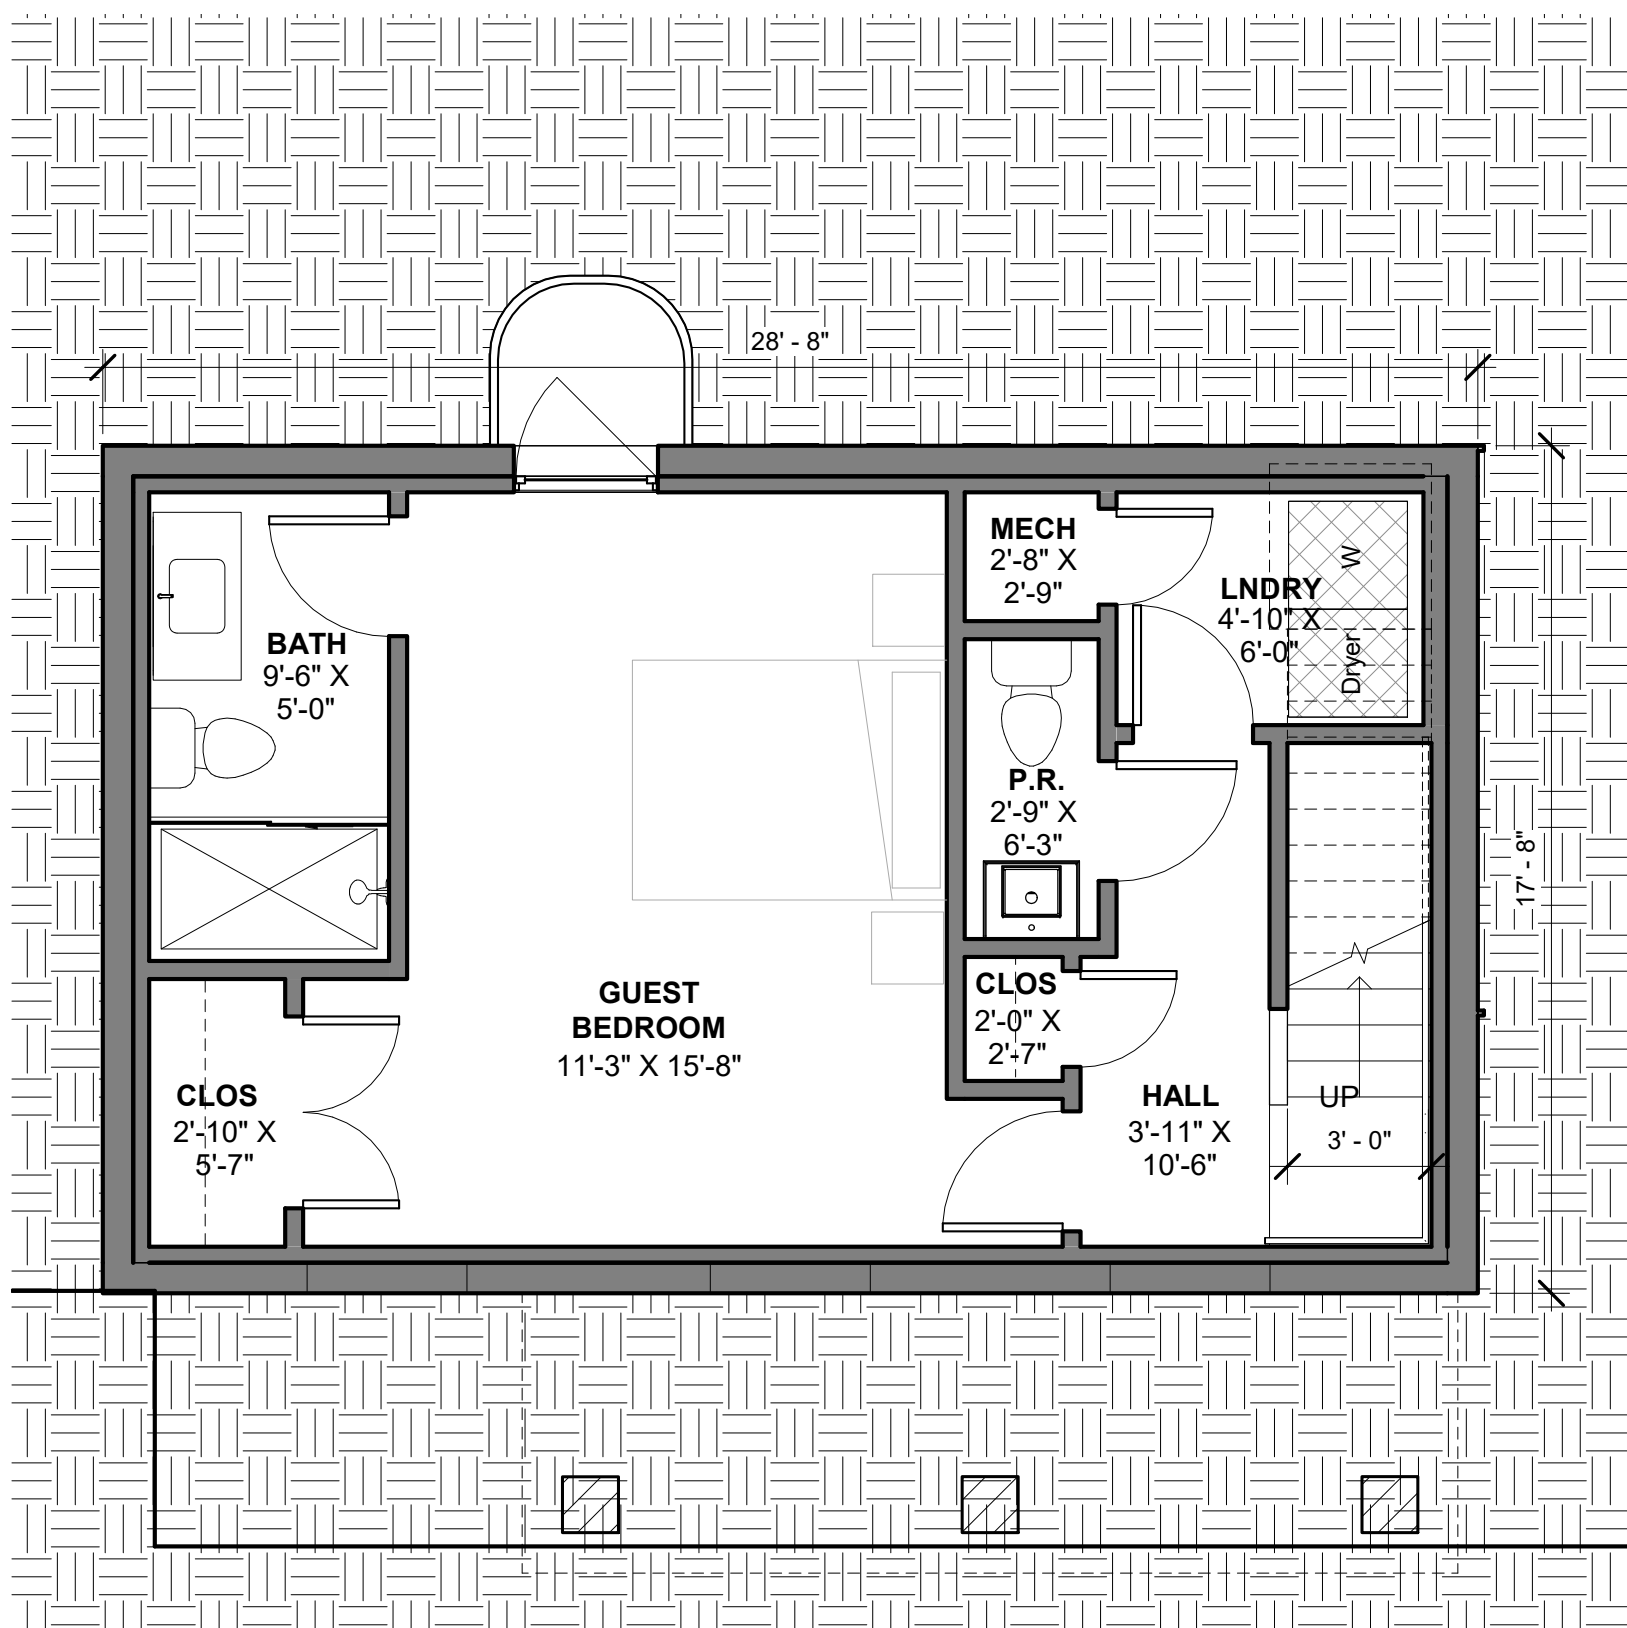 28' - 8"
MECH
2'-8" X
2'-9"
W
LNDRY
4'-10" X
6'-0"
Dryer
BATH
9'-6" X
5'-0"
P.R.
2'-9" X
6'-3"
17' - 8"
CLOS
2'-0" X
2'-7"
GUEST
BEDROOM
11'-3" X 15'-8"
CLOS
2'-10" X
5'-7"
HALL
3'-11" X
10'-6"
UP
3' - 0"